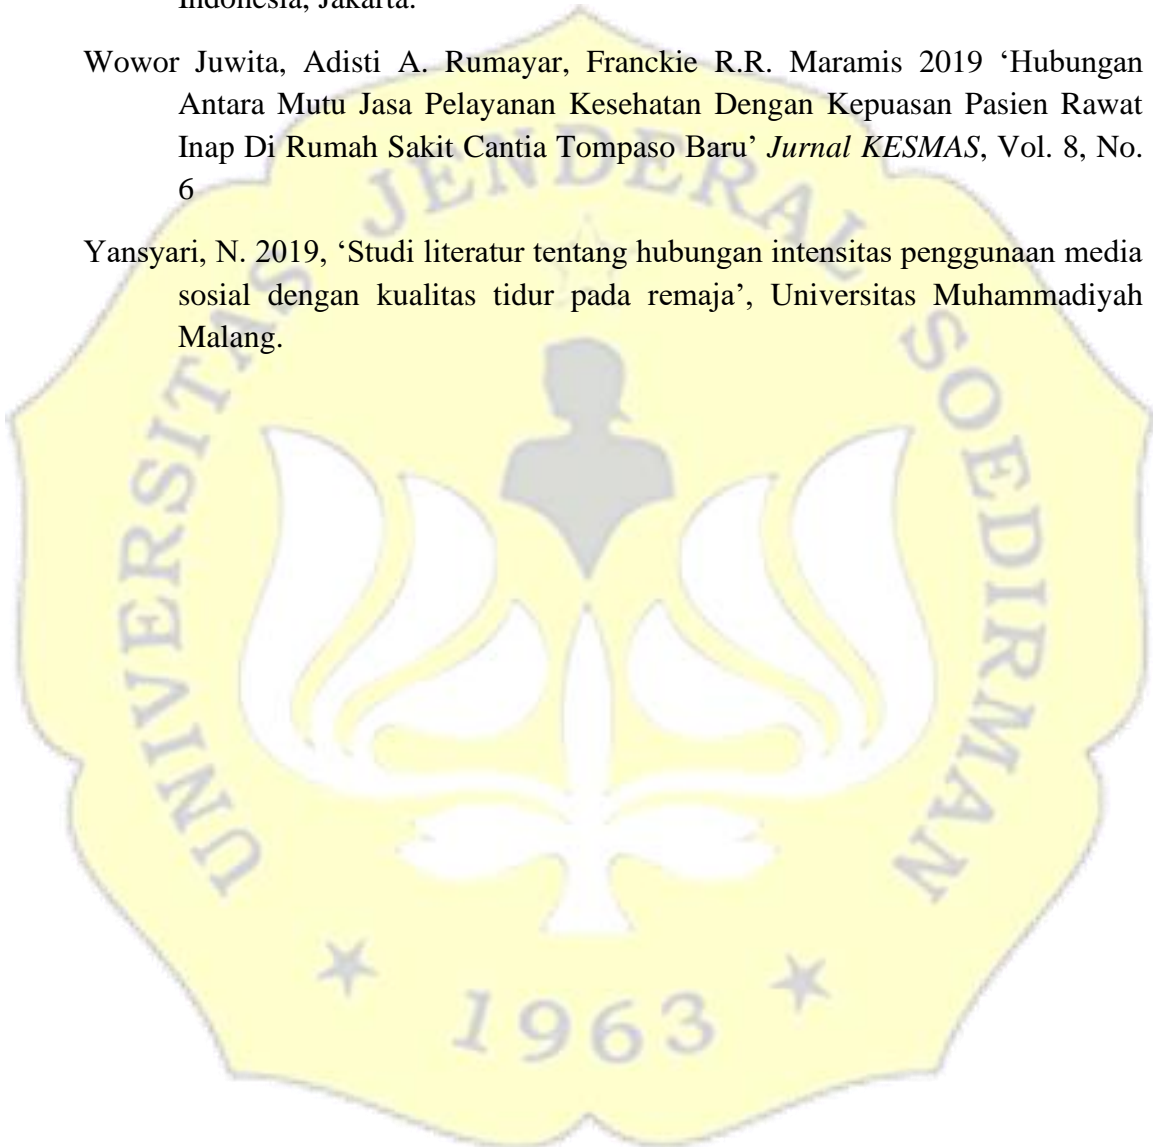 Indonesia, Jakarta.
Wowor Juwita, Adisti A. Rumayar, Franckie R.R. Maramis 2019 ‘Hubungan
Antara Mutu Jasa Pelayanan Kesehatan Dengan Kepuasan Pasien Rawat
Inap Di Rumah Sakit Cantia Tompaso Baru’ Jurnal KESMAS, Vol. 8, No.
6
Yansyari, N. 2019, ‘Studi literatur tentang hubungan intensitas penggunaan media
sosial dengan kualitas tidur pada remaja’, Universitas Muhammadiyah
Malang.
UNIVERSITAS JENDERAL SOEDIRMAN
1963